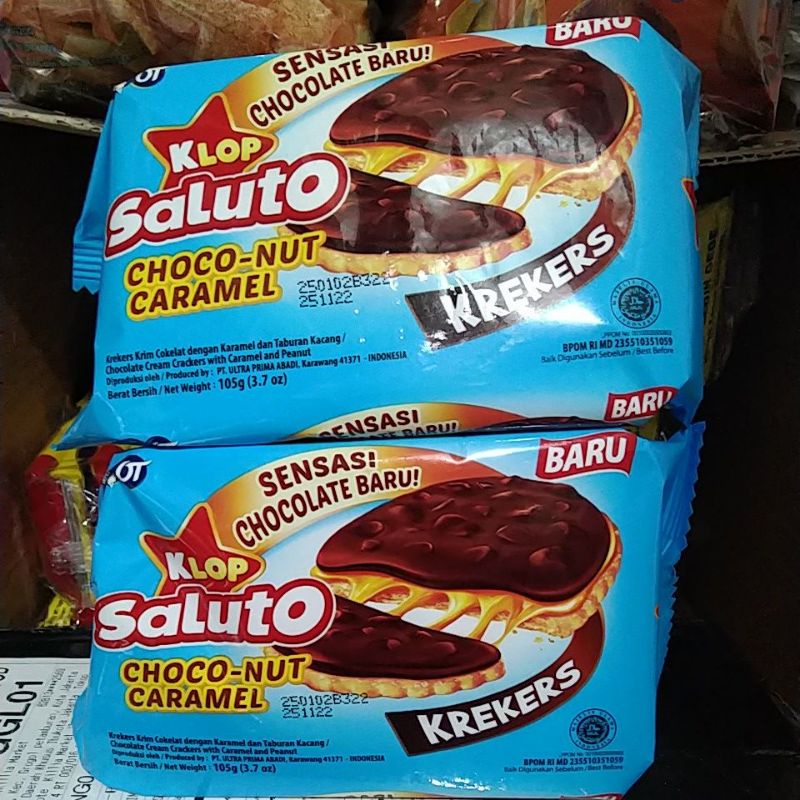 BARU
OT
SENSASI
CHOCOLATE BARU!
KLOP
Saluto
CHOCO-NUT
CARAMEL
250102B322
251122
KREKERS
Krekers Krim Cokelat dengan Karamel dan Taburan Kacang /
Chocolate Cream Crackers with Caramel and Peanut
Diproduksi oleh / Produced by : PT. ULTRA PRIMA ABADI, Karawang 41371 - INDONESIA
Berat Bersih / Net Weight : 105g (3.7 oz)
BPOM RI MD 235510351059
Baik Digunakan Sebelum / Best Before
BARU
SENSASI
OT
BARU
SENSASI
CHOCOLATE BARU!
KLOP
Saluto
CHOCO-NUT
CARAMEL
250102B322
251122
KREKERS
Krekers Krim Cokelat dengan Karamel dan Taburan Kacang /
Chocolate Cream Crackers with Caramel and Peanut
Diproduksi oleh / Produced by : PT. ULTRA PRIMA ABADI, Karawang 41371 - INDONESIA
Berat Bersih / Net Weight : 105g (3.7 oz)
BPOM RI MD 235510351059
Baik Digunakan Sebelum / Best Before